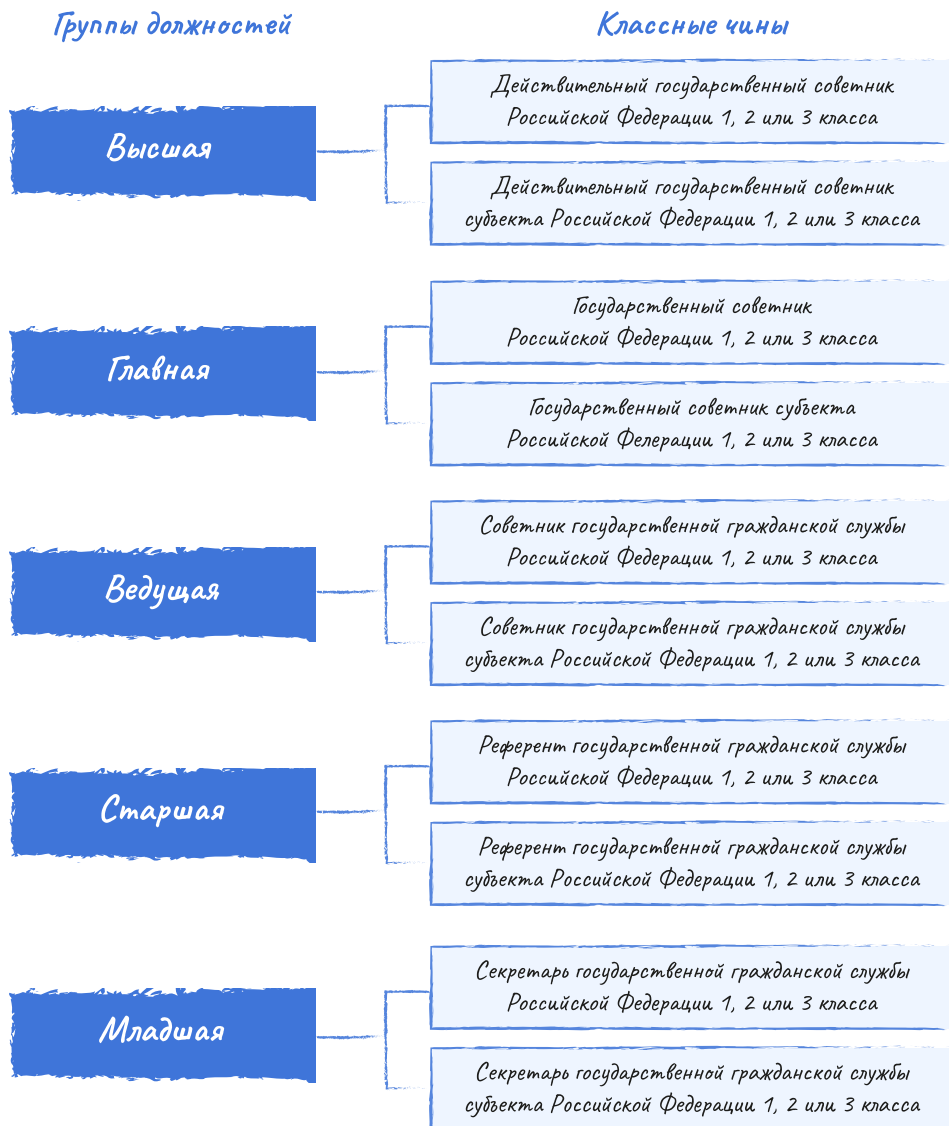 Группы должностей
Классные чины
Высшая
Действительный государственный советник
Российской Федерации 1, 2 или 3 класса
Действительный государственный советник
субъекта Российской Федерации 1, 2 или 3 класса
Главная
Государственный советник
Российской Федерации 1, 2 или 3 класса
Государственный советник субъекта
Российской Фелерации 1, 2 или 3 класса
Ведущая
Советник государственной гражданской службы
Российской Федерации 1, 2 или 3 класса
Советник государственной гражданской службы
субъекта Российской Федерации 1, 2 или 3 класса
Старшая
Референт государственной гражданской службы
Российской Федерации 1, 2 или 3 класса
Референт государственной гражданской службы
субъекта Российской Федерации 1, 2 или 3 класса
Младшая
Секретарь государственной гражданской службы
Российской Федерации 1, 2 или 3 класса
Секретарь государственной гражданской службы
субъекта Российской Федерации 1, 2 или 3 класса